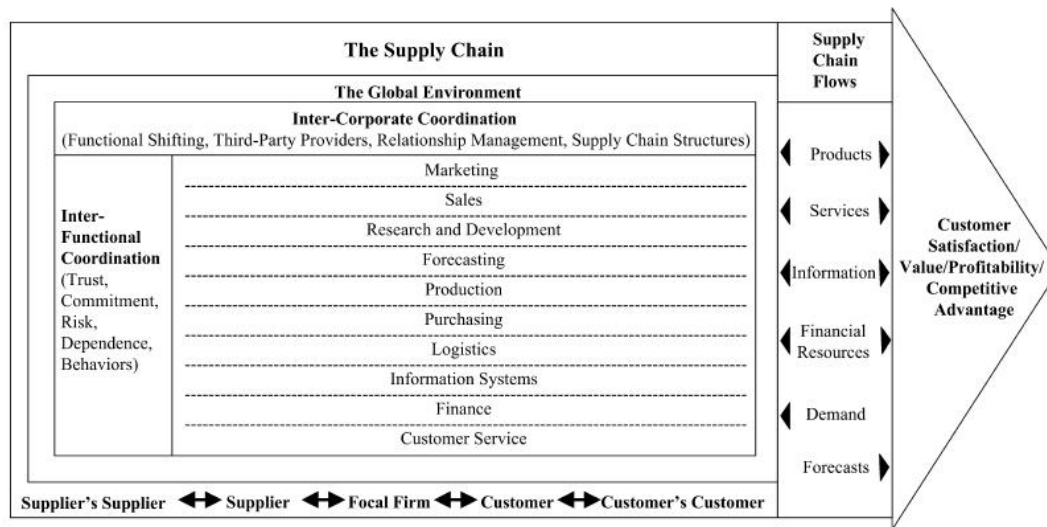 The Supply Chain
The Global Environment
Inter-Corporate Coordination
(Functional Shifting, Third-Party Providers, Relationship Management, Supply Chain Structures)
Inter-
Functional
Coordination
(Trust,
Commitment,
Risk,
Dependence,
Behaviors)
Marketing
Sales
Research and Development
Forecasting
Production
Purchasing
Logistics
Information Systems
Finance
Customer Service
Supplier's Supplier
Supplier
Focal Firm
Customer
Customer's Customer
Supply
Chain
Flows
Products
Services
Information
Financial
Resources
Demand
Forecasts
Customer
Satisfaction/
Value/Profitability/
Competitive
Advantage